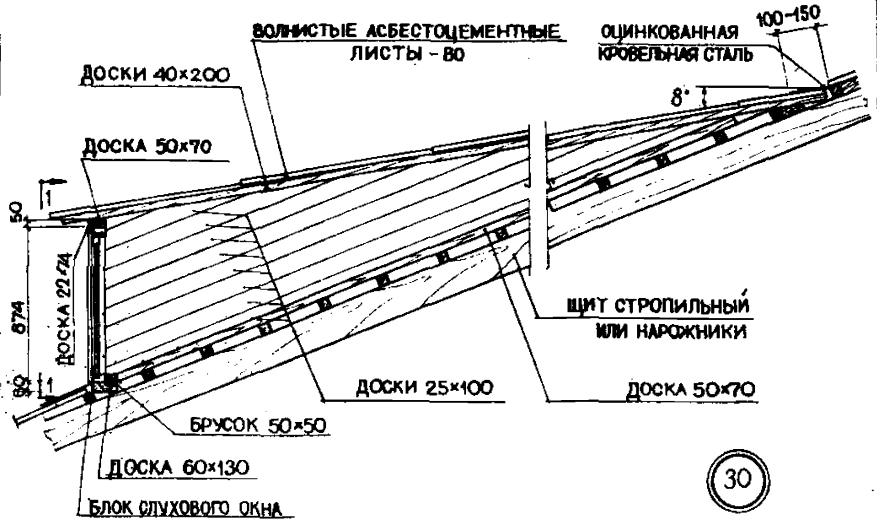 ВОЛНИСТЫЕ АСБЕСТОЦЕМЕНТНЫЕ
ЛИСТЫ - 80
ОЦИНКОВАННАЯ
КРОВЕЛЬНАЯ СТАЛЬ
100-150
ДОСКИ 40×200
8°
ДОСКА 50×70
1
50
ДОСКА 22×74
874
1
ЩИТ СТРОПИЛЬНЫЙ
ИЛИ НАРОЖНИКИ
ДОСКИ 25×100
ДОСКА 50×70
БРУСОК 50×50
ДОСКА 60×130
БЛОК СЛУХОВОГО ОКНА
30